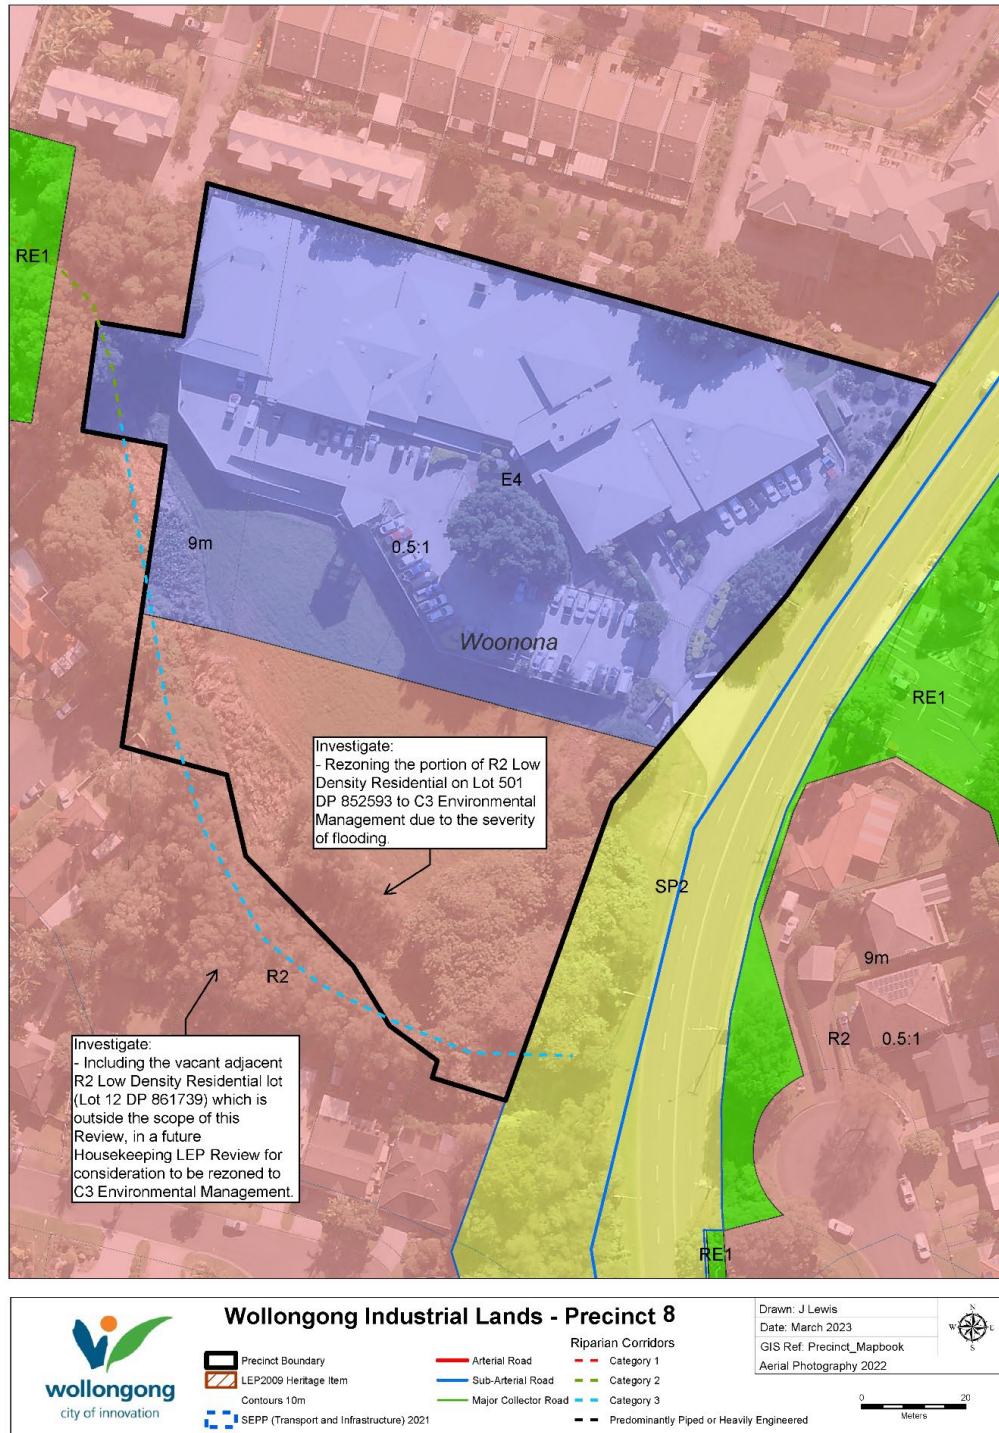 RE1
E4
9m
0.5:1
Woonona
RE1
Investigate:
- Rezoning the portion of R2 Low
Density Residential on Lot 501
DP 852593 to C3 Environmental
Management due to the severity
of flooding.
SP2
9m
R2
R2
0.5:1
Investigate:
- Including the vacant adjacent
R2 Low Density Residential lot
(Lot 12 DP 861739) which is
outside the scope of this
Review, in a future
Housekeeping LEP Review for
consideration to be rezoned to
C3 Environmental Management.
RE1
wollongong
city of innovation
Wollongong Industrial Lands - Precinct 8
Precinct Boundary
LEP2009 Heritage Item
Contours 10m
SEPP (Transport and Infrastructure) 2021
Arterial Road
Sub-Arterial Road
Major Collector Road
Riparian Corridors
Category 1
Category 2
Category 3
Predominantly Piped or Heavily Engineered
Drawn: J Lewis
Date: March 2023
GIS Ref: Precinct_Mapbook
Aerial Photography 2022
N
W E
S
0 20
Meters